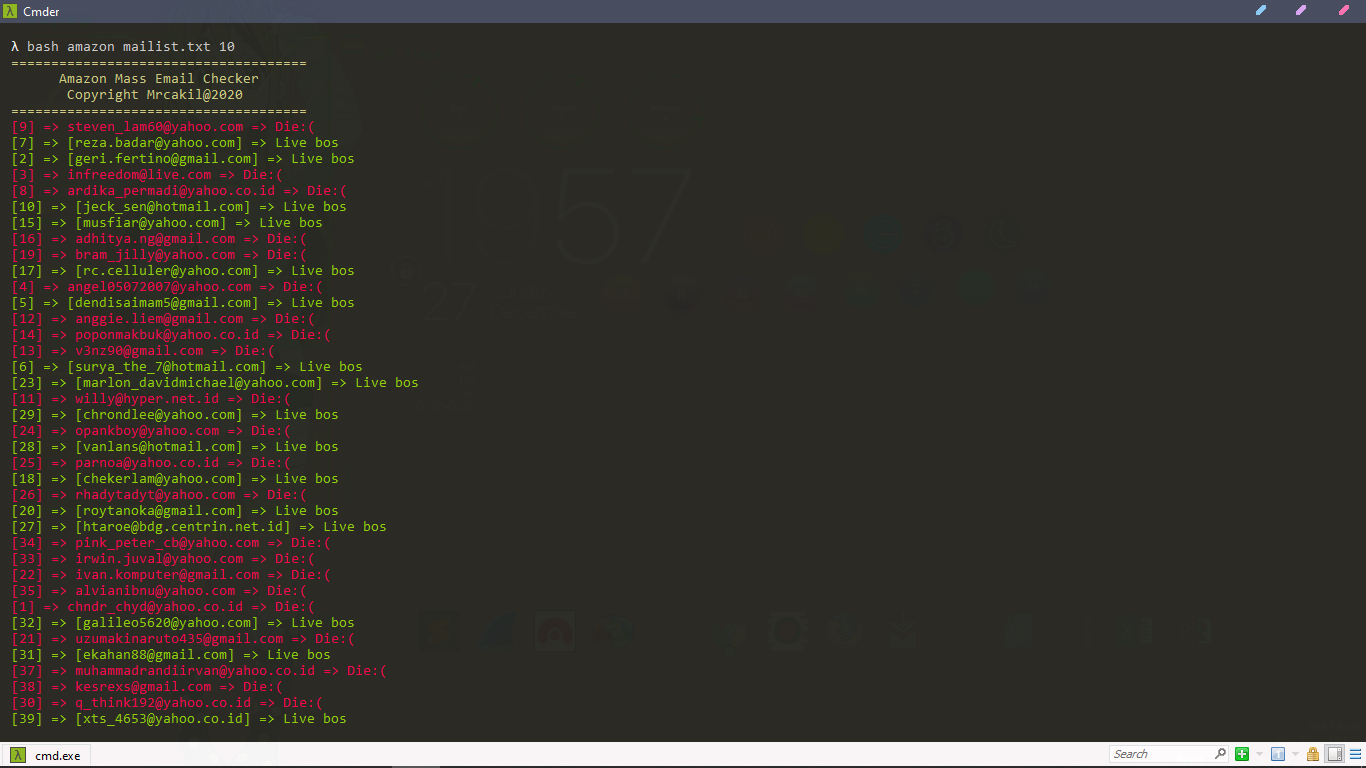 Cmder
λ bash amazon mailist.txt 10
=====================================
Amazon Mass Email Checker
Copyright Mrcakil@2020
=====================================
[9] => steven_lam60@yahoo.com => Die:(
[7] => [reza.badar@yahoo.com] => Live bos
[2] => [geri.fertino@gmail.com] => Live bos
[3] => infreedom@live.com => Die:(
[8] => ardika_permadi@yahoo.co.id => Die:(
[10] => [jeck_sen@hotmail.com] => Live bos
[15] => [musfiar@yahoo.com] => Live bos
[16] => adhitya.ng@gmail.com => Die:(
[19] => bram_jilly@yahoo.com => Die:(
[17] => [rc.celluler@yahoo.com] => Live bos
[4] => angel05072007@yahoo.com => Die:(
[5] => [dendisaimam5@gmail.com] => Live bos
[12] => anggie.liem@gmail.com => Die:(
[14] => poponmakbuk@yahoo.co.id => Die:(
[13] => v3nz90@gmail.com => Die:(
[6] => [surya_the_7@hotmail.com] => Live bos
[23] => [marlon_davidmichael@yahoo.com] => Live bos
[11] => willy@hyper.net.id => Die:(
[29] => [chrondlee@yahoo.com] => Live bos
[24] => opankboy@yahoo.com => Die:(
[28] => [vanlans@hotmail.com] => Live bos
[25] => parnoa@yahoo.co.id => Die:(
[18] => [chekerlam@yahoo.com] => Live bos
[26] => rhadytadyt@yahoo.com => Die:(
[20] => [roytanoka@gmail.com] => Live bos
[27] => [htaroe@bdg.centrin.net.id] => Live bos
[34] => pink_peter_cb@yahoo.com => Die:(
[33] => irwin.juval@yahoo.com => Die:(
[22] => ivan.komputer@gmail.com => Die:(
[35] => alvianibnu@yahoo.com => Die:(
[1] => chndr_chyd@yahoo.co.id => Die:(
[32] => [galileo5620@yahoo.com] => Live bos
[21] => uzumakinaruto435@gmail.com => Die:(
[31] => [ekahan88@gmail.com] => Live bos
[37] => muhammadrandiirvan@yahoo.co.id => Die:(
[38] => kesrexs@gmail.com => Die:(
[30] => q_think192@yahoo.co.id => Die:(
[39] => [xts_4653@yahoo.co.id] => Live bos
λ cmd.exe
Search